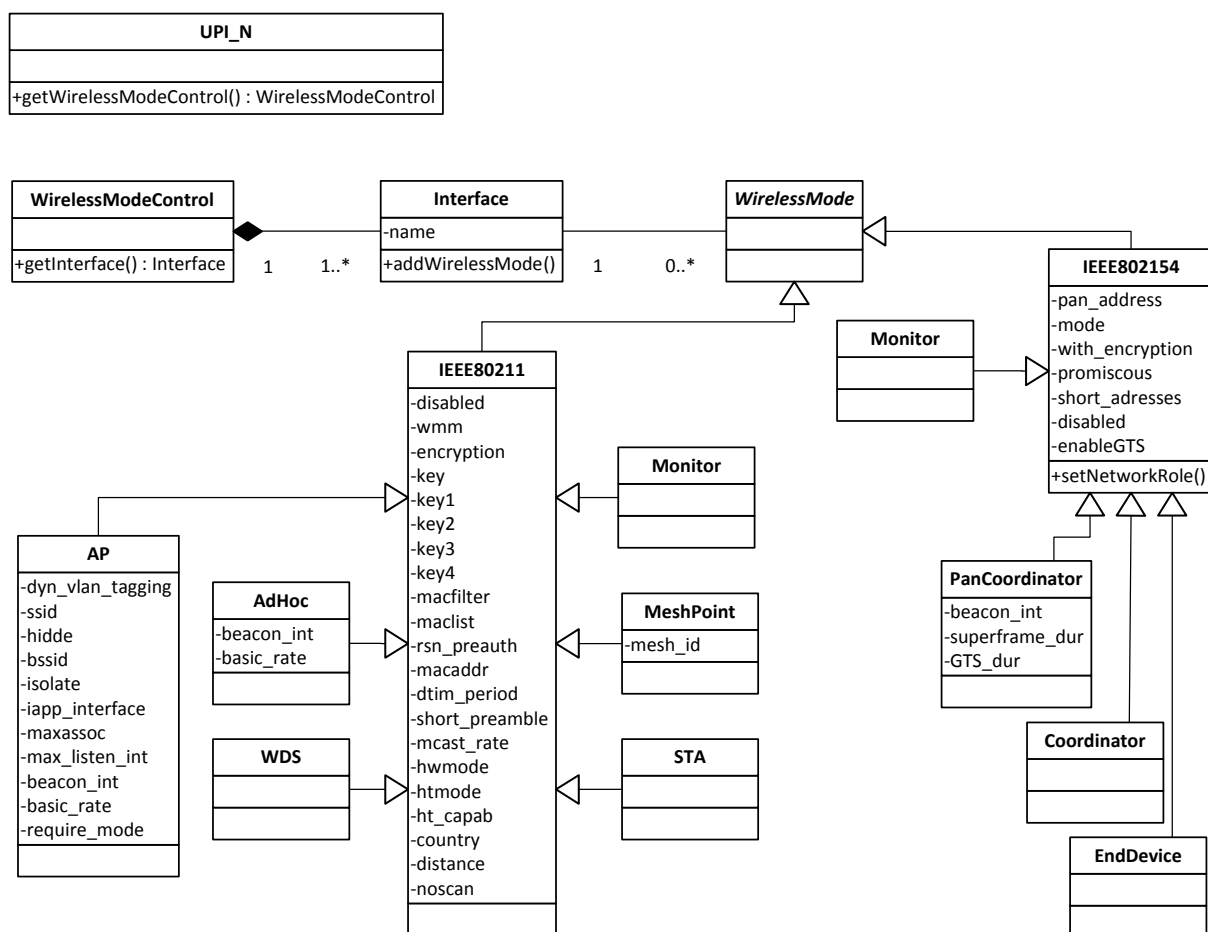 UPI_N
+getWirelessModeControl() : WirelessModeControl
WirelessModeControl
+getInterface() : Interface
1
1..*
Interface
-name
+addWirelessMode()
1
0..*
WirelessMode
IEEE802154
-pan_address
-mode
-with_encryption
-promiscous
-short_adresses
-disabled
-enableGTS
+setNetworkRole()
Monitor
IEEE80211
-disabled
-wmm
-encryption
-key
-key1
-key2
-key3
-key4
-macfilter
-maclist
-rsn_preauth
-macaddr
-dtim_period
-short_preamble
-mcast_rate
-hwmode
-htmode
-ht_capab
-country
-distance
-noscan
Monitor
AP
-dyn_vlan_tagging
-ssid
-hidde
-bssid
-isolate
-iapp_interface
-maxassoc
-max_listen_int
-beacon_int
-basic_rate
-require_mode
AdHoc
-beacon_int
-basic_rate
MeshPoint
-mesh_id
WDS
STA
PanCoordinator
-beacon_int
-superframe_dur
-GTS_dur
Coordinator
EndDevice